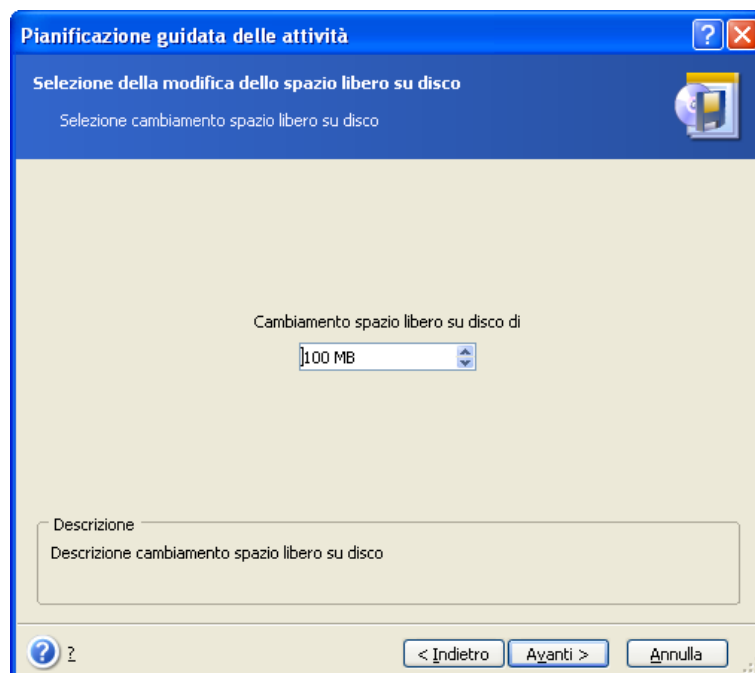 Pianificazione guidata delle attività
?
Selezione della modifica dello spazio libero su disco
Selezione cambiamento spazio libero su disco
Cambiamento spazio libero su disco di
100 MB
Descrizione
Descrizione cambiamento spazio libero su disco
? ? < Indietro Avanti > Annulla